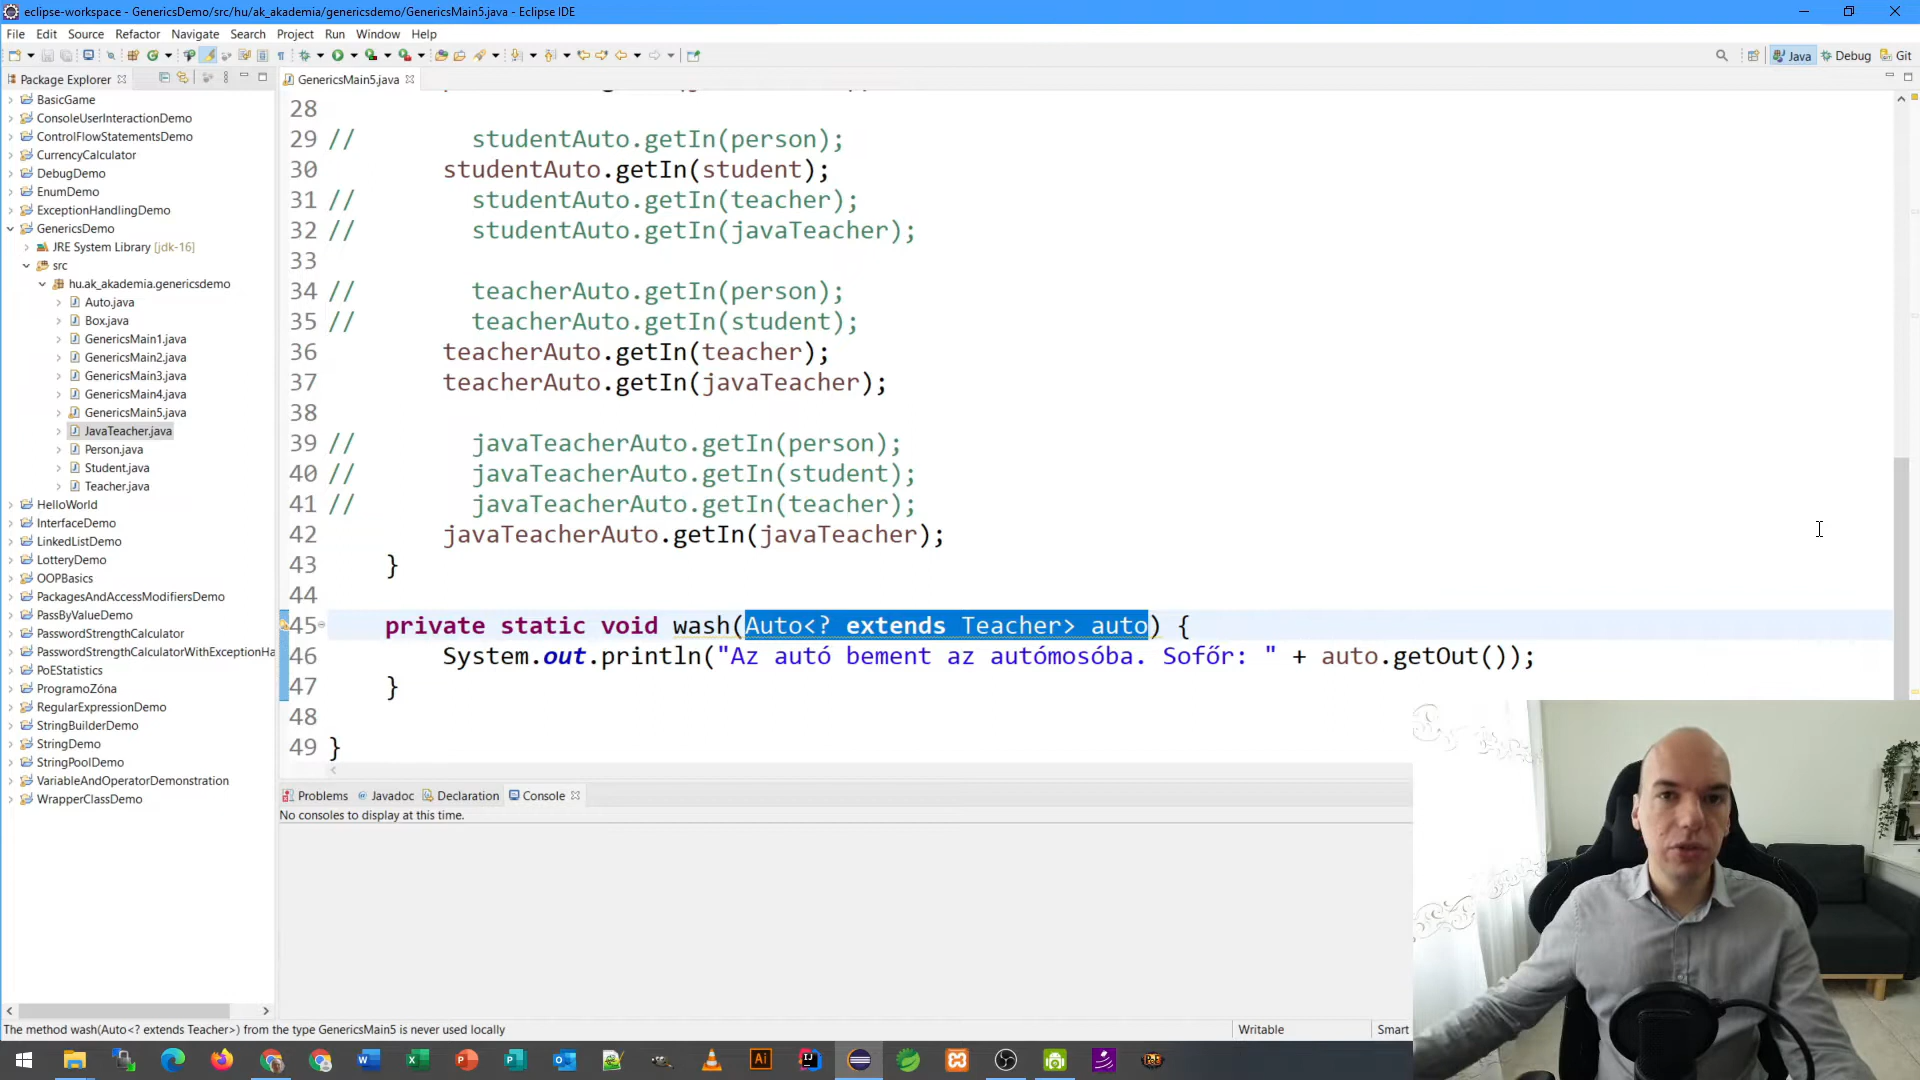 eclipse-workspace - GenericsDemo/src/hu/ak_akademia/genericsdemo/GenericsMain5.java - Eclipse IDE
File Edit Source Refactor Navigate Search Project Run Window Help
Java Debug Git
Package Explorer
BasicGame
ConsoleUserInteractionDemo
ControlFlowStatementsDemo
CurrencyCalculator
DebugDemo
EnumDemo
ExceptionHandlingDemo
GenericsDemo
JRE System Library [jdk-16]
src
hu.ak_akademia.genericsdemo
Auto.java
Box.java
GenericsMain1.java
GenericsMain2.java
GenericsMain3.java
GenericsMain4.java
GenericsMain5.java
JavaTeacher.java
Person.java
Student.java
Teacher.java
HelloWorld
InterfaceDemo
LinkedListDemo
LotteryDemo
OOPBasics
PackagesAndAccessModifiersDemo
PassByValueDemo
PasswordStrengthCalculator
PasswordStrengthCalculatorWithExceptionHa
PoEStatistics
ProgramoZóna
RegularExpressionDemo
StringBuilderDemo
StringDemo
StringPoolDemo
VariableAndOperatorDemonstration
WrapperClassDemo
GenericsMain5.java
28
29 // studentAuto.getIn(person);
30 studentAuto.getIn(student);
31 // studentAuto.getIn(teacher);
32 // studentAuto.getIn(javaTeacher);
33
34 // teacherAuto.getIn(person);
35 // teacherAuto.getIn(student);
36 teacherAuto.getIn(teacher);
37 teacherAuto.getIn(javaTeacher);
38
39 // javaTeacherAuto.getIn(person);
40 // javaTeacherAuto.getIn(student);
41 // javaTeacherAuto.getIn(teacher);
42 javaTeacherAuto.getIn(javaTeacher);
43 }
44
45 private static void wash(Auto<? extends Teacher> auto) {
46 System.out.println("Az autó bement az autómosóba. Sofőr: " + auto.getOut());
47 }
48
49 }
Problems Javadoc Declaration Console
No consoles to display at this time.
The method wash(Auto<? extends Teacher>) from the type GenericsMain5 is never used locally
Writable
Smart